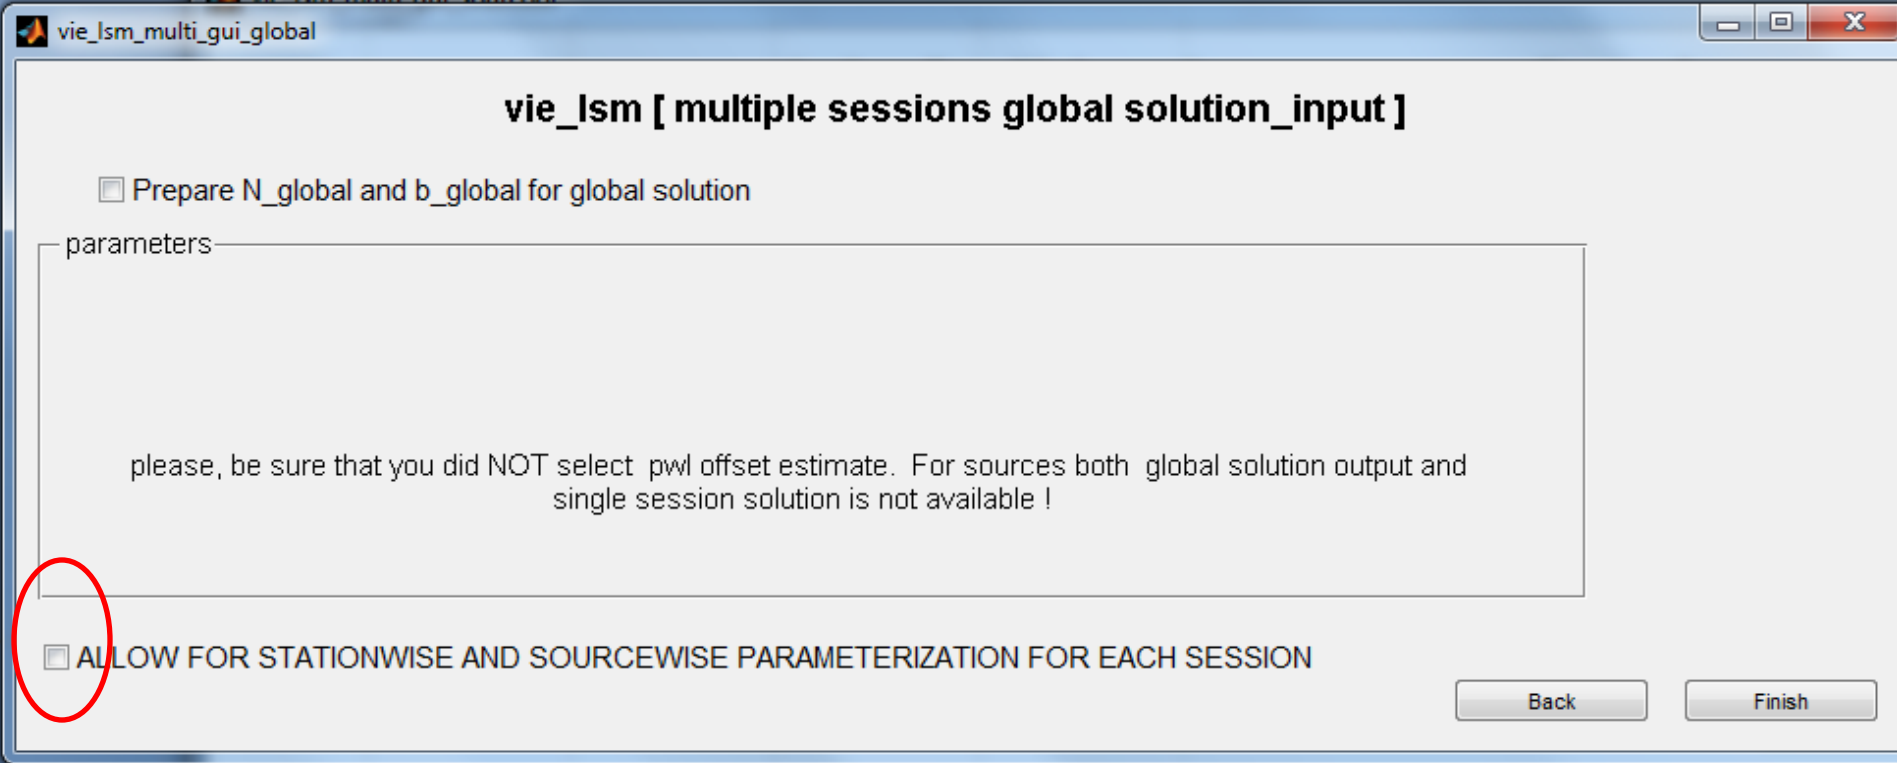 vie_lsm_multi_gui_global
vie_lsm [ multiple sessions global solution_input ]
Prepare N_global and b_global for global solution
parameters
please, be sure that you did NOT select  pwl offset estimate.  For sources both  global solution output and
single session solution is not available !
ALLOW FOR STATIONWISE AND SOURCEWISE PARAMETERIZATION FOR EACH SESSION
Back
Finish